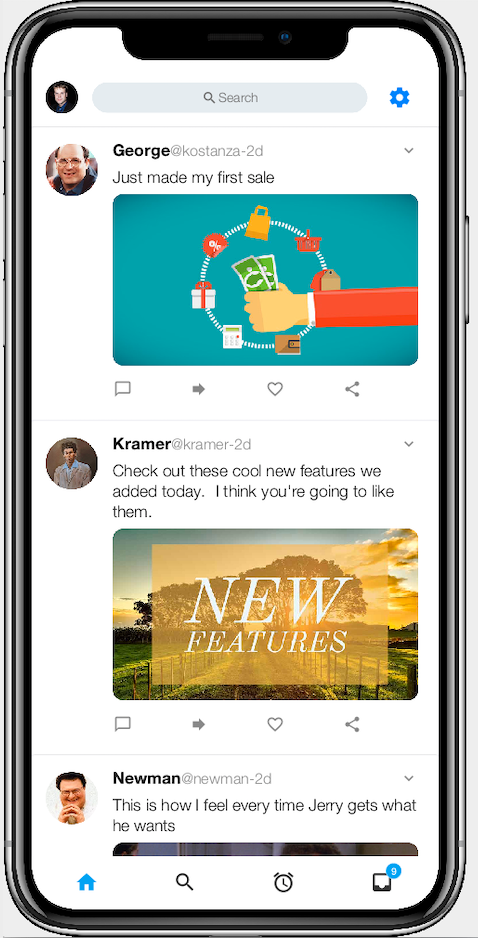 Search
George@kostanza-2d
Just made my first sale
%
Kramer@kramer-2d
Check out these cool new features we
added today.  I think you're going to like
them.
NEW
FEATURES
Newman@newman-2d
This is how I feel every time Jerry gets what
he wants
9